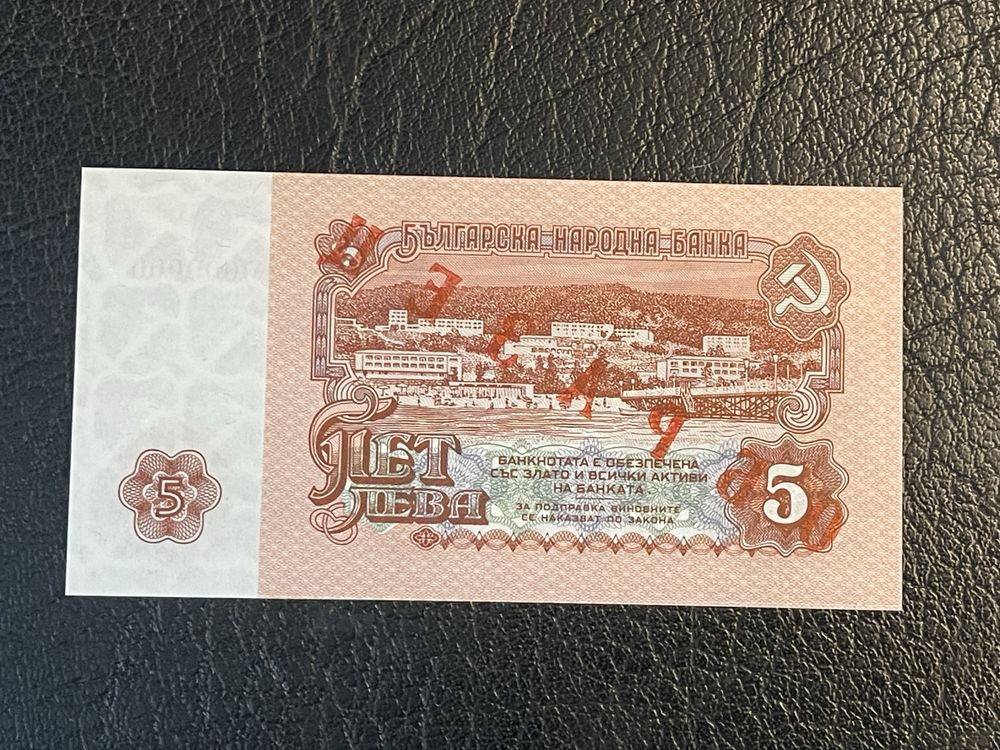 БЪЛГАРСКА НАРОДНА БАНКА
5
ОБРАЗЕЦ
ПЕТ
ЛЕВА
БАНКНОТАТА Е ОБЕЗПЕЧЕНА
СЪС ЗЛАТО И ВСИЧКИ АКТИВИ
НА БАНКАТА
ЗА ПОДПРАВКА ВИНОВНИТЕ
СЕ НАКАЗВАТ ПО ЗАКОНА
5
5